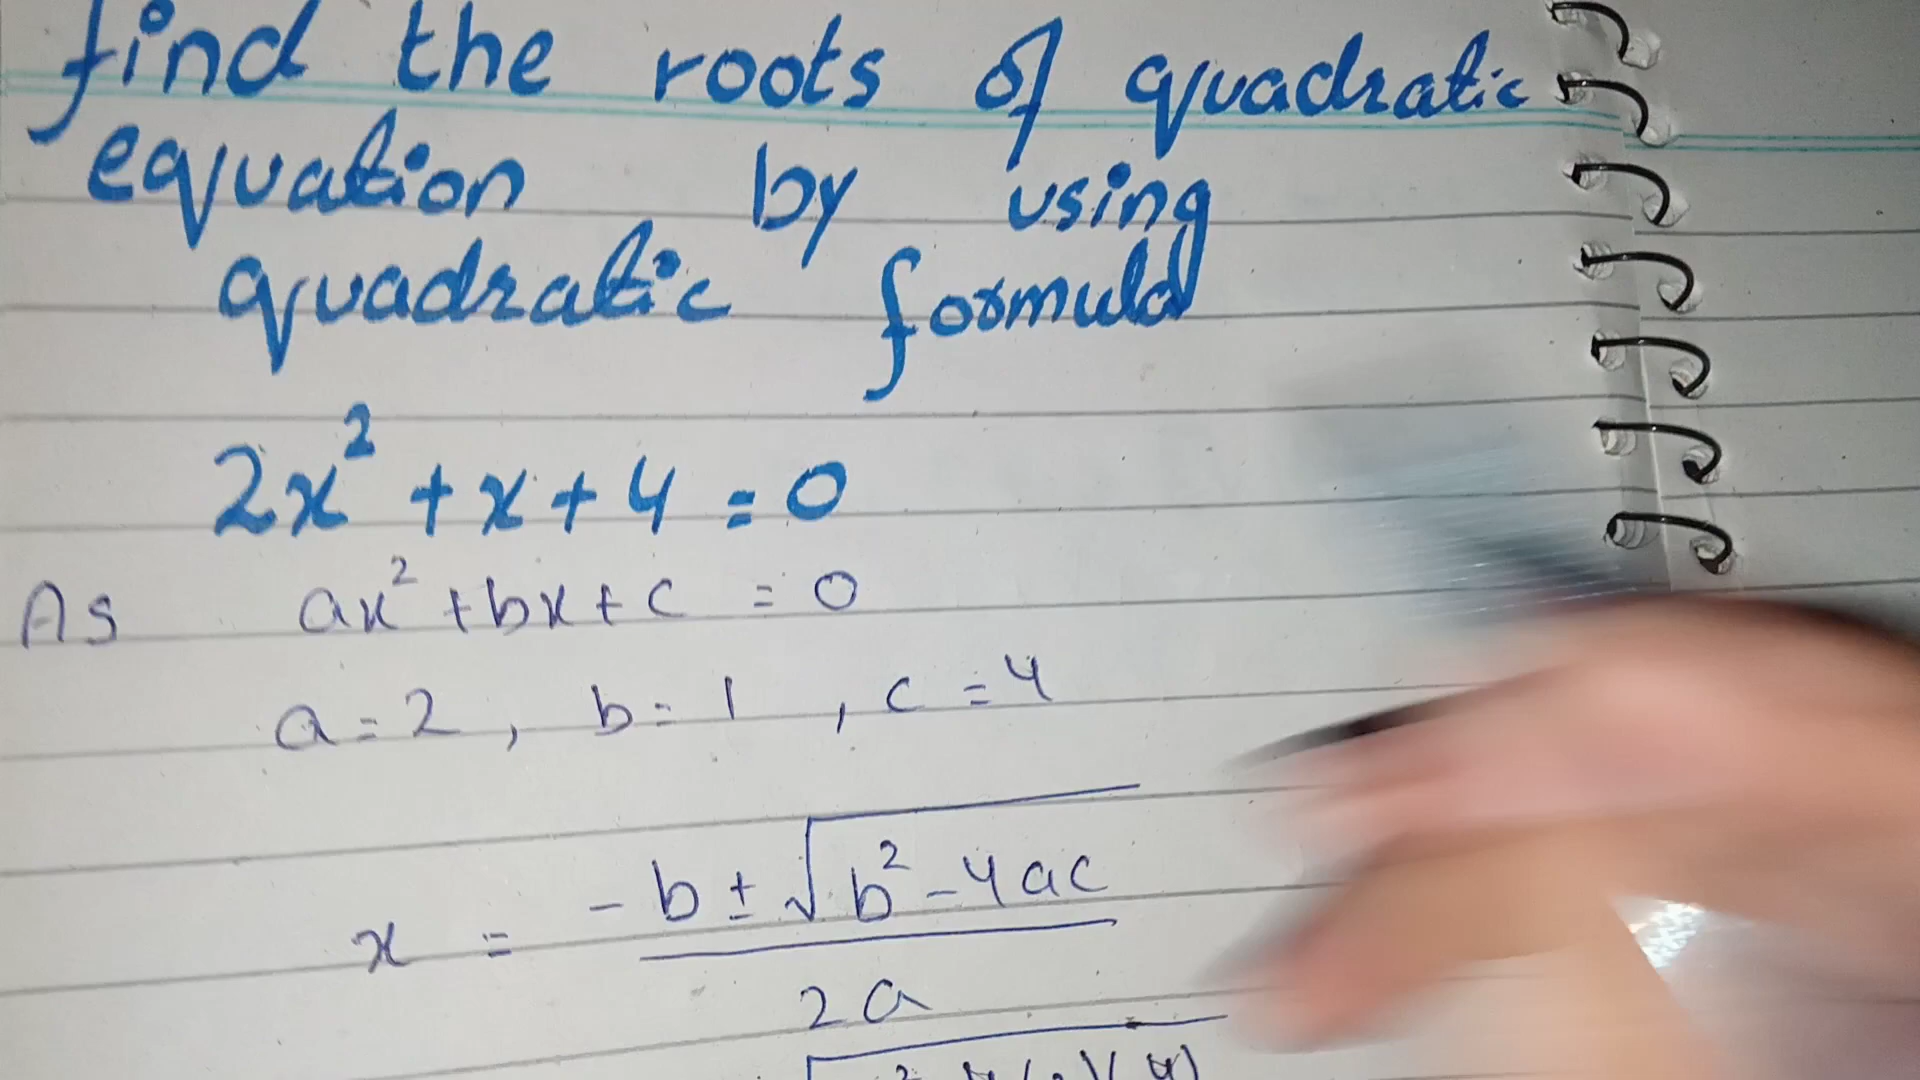 find the roots of quadratic
equation by using
quadratic formula
2x² + x + 4 = 0
As ax² + bx + c = 0
a = 2 , b = 1 , c = 4
x = -b ± √(b² - 4ac) / 2a